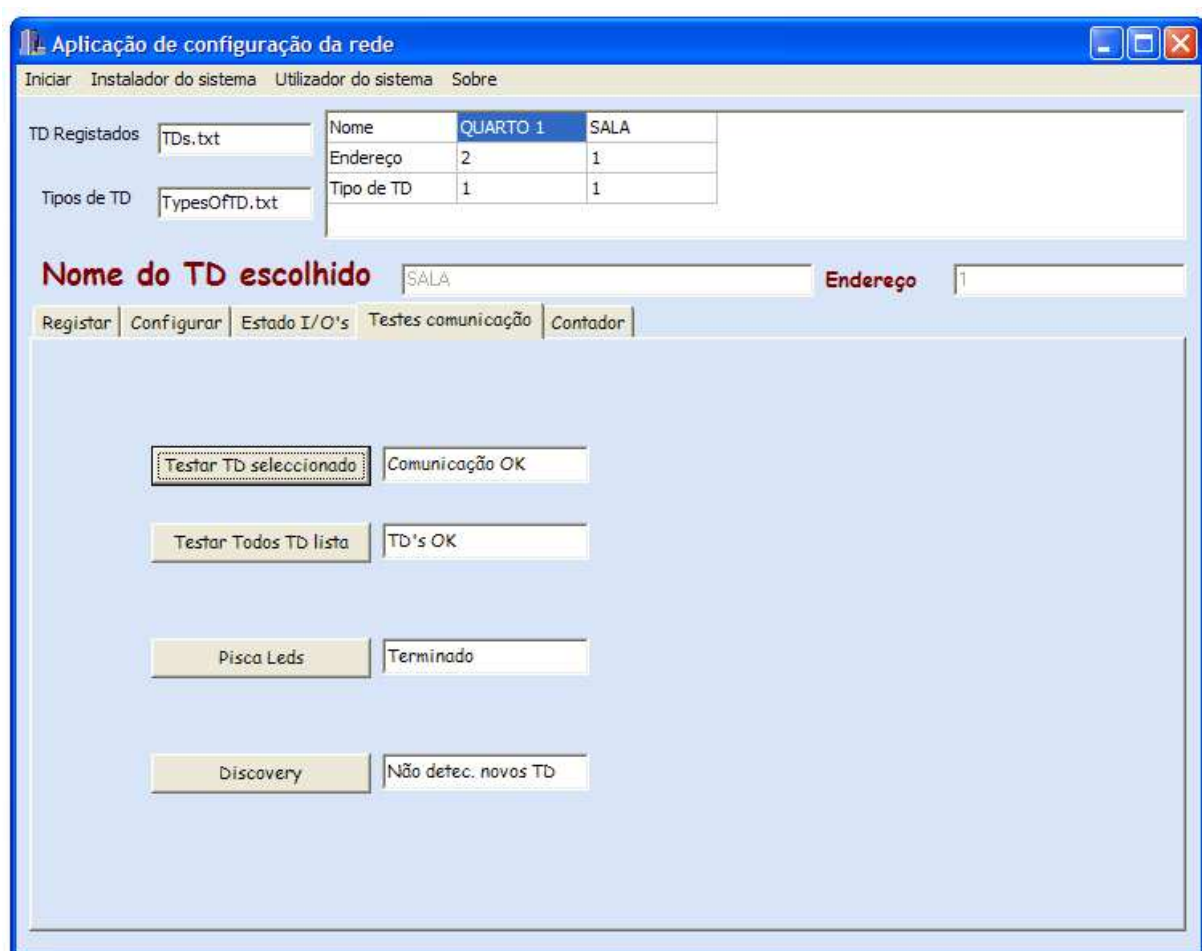 Aplicação de configuração da rede
Iniciar Instalador do sistema Utilizador do sistema Sobre
TD Registados TDs.txt
Nome QUARTO 1 SALA
Endereço 2 1
Tipo de TD 1 1
Tipos de TD TypesOfTD.txt
Nome do TD escolhido SALA Endereço 1
Registar Configurar Estado I/O's Testes comunicação Contador
Testar TD seleccionado Comunicação OK
Testar Todos TD lista TD's OK
Pisca Leds Terminado
Discovery Não detec. novos TD